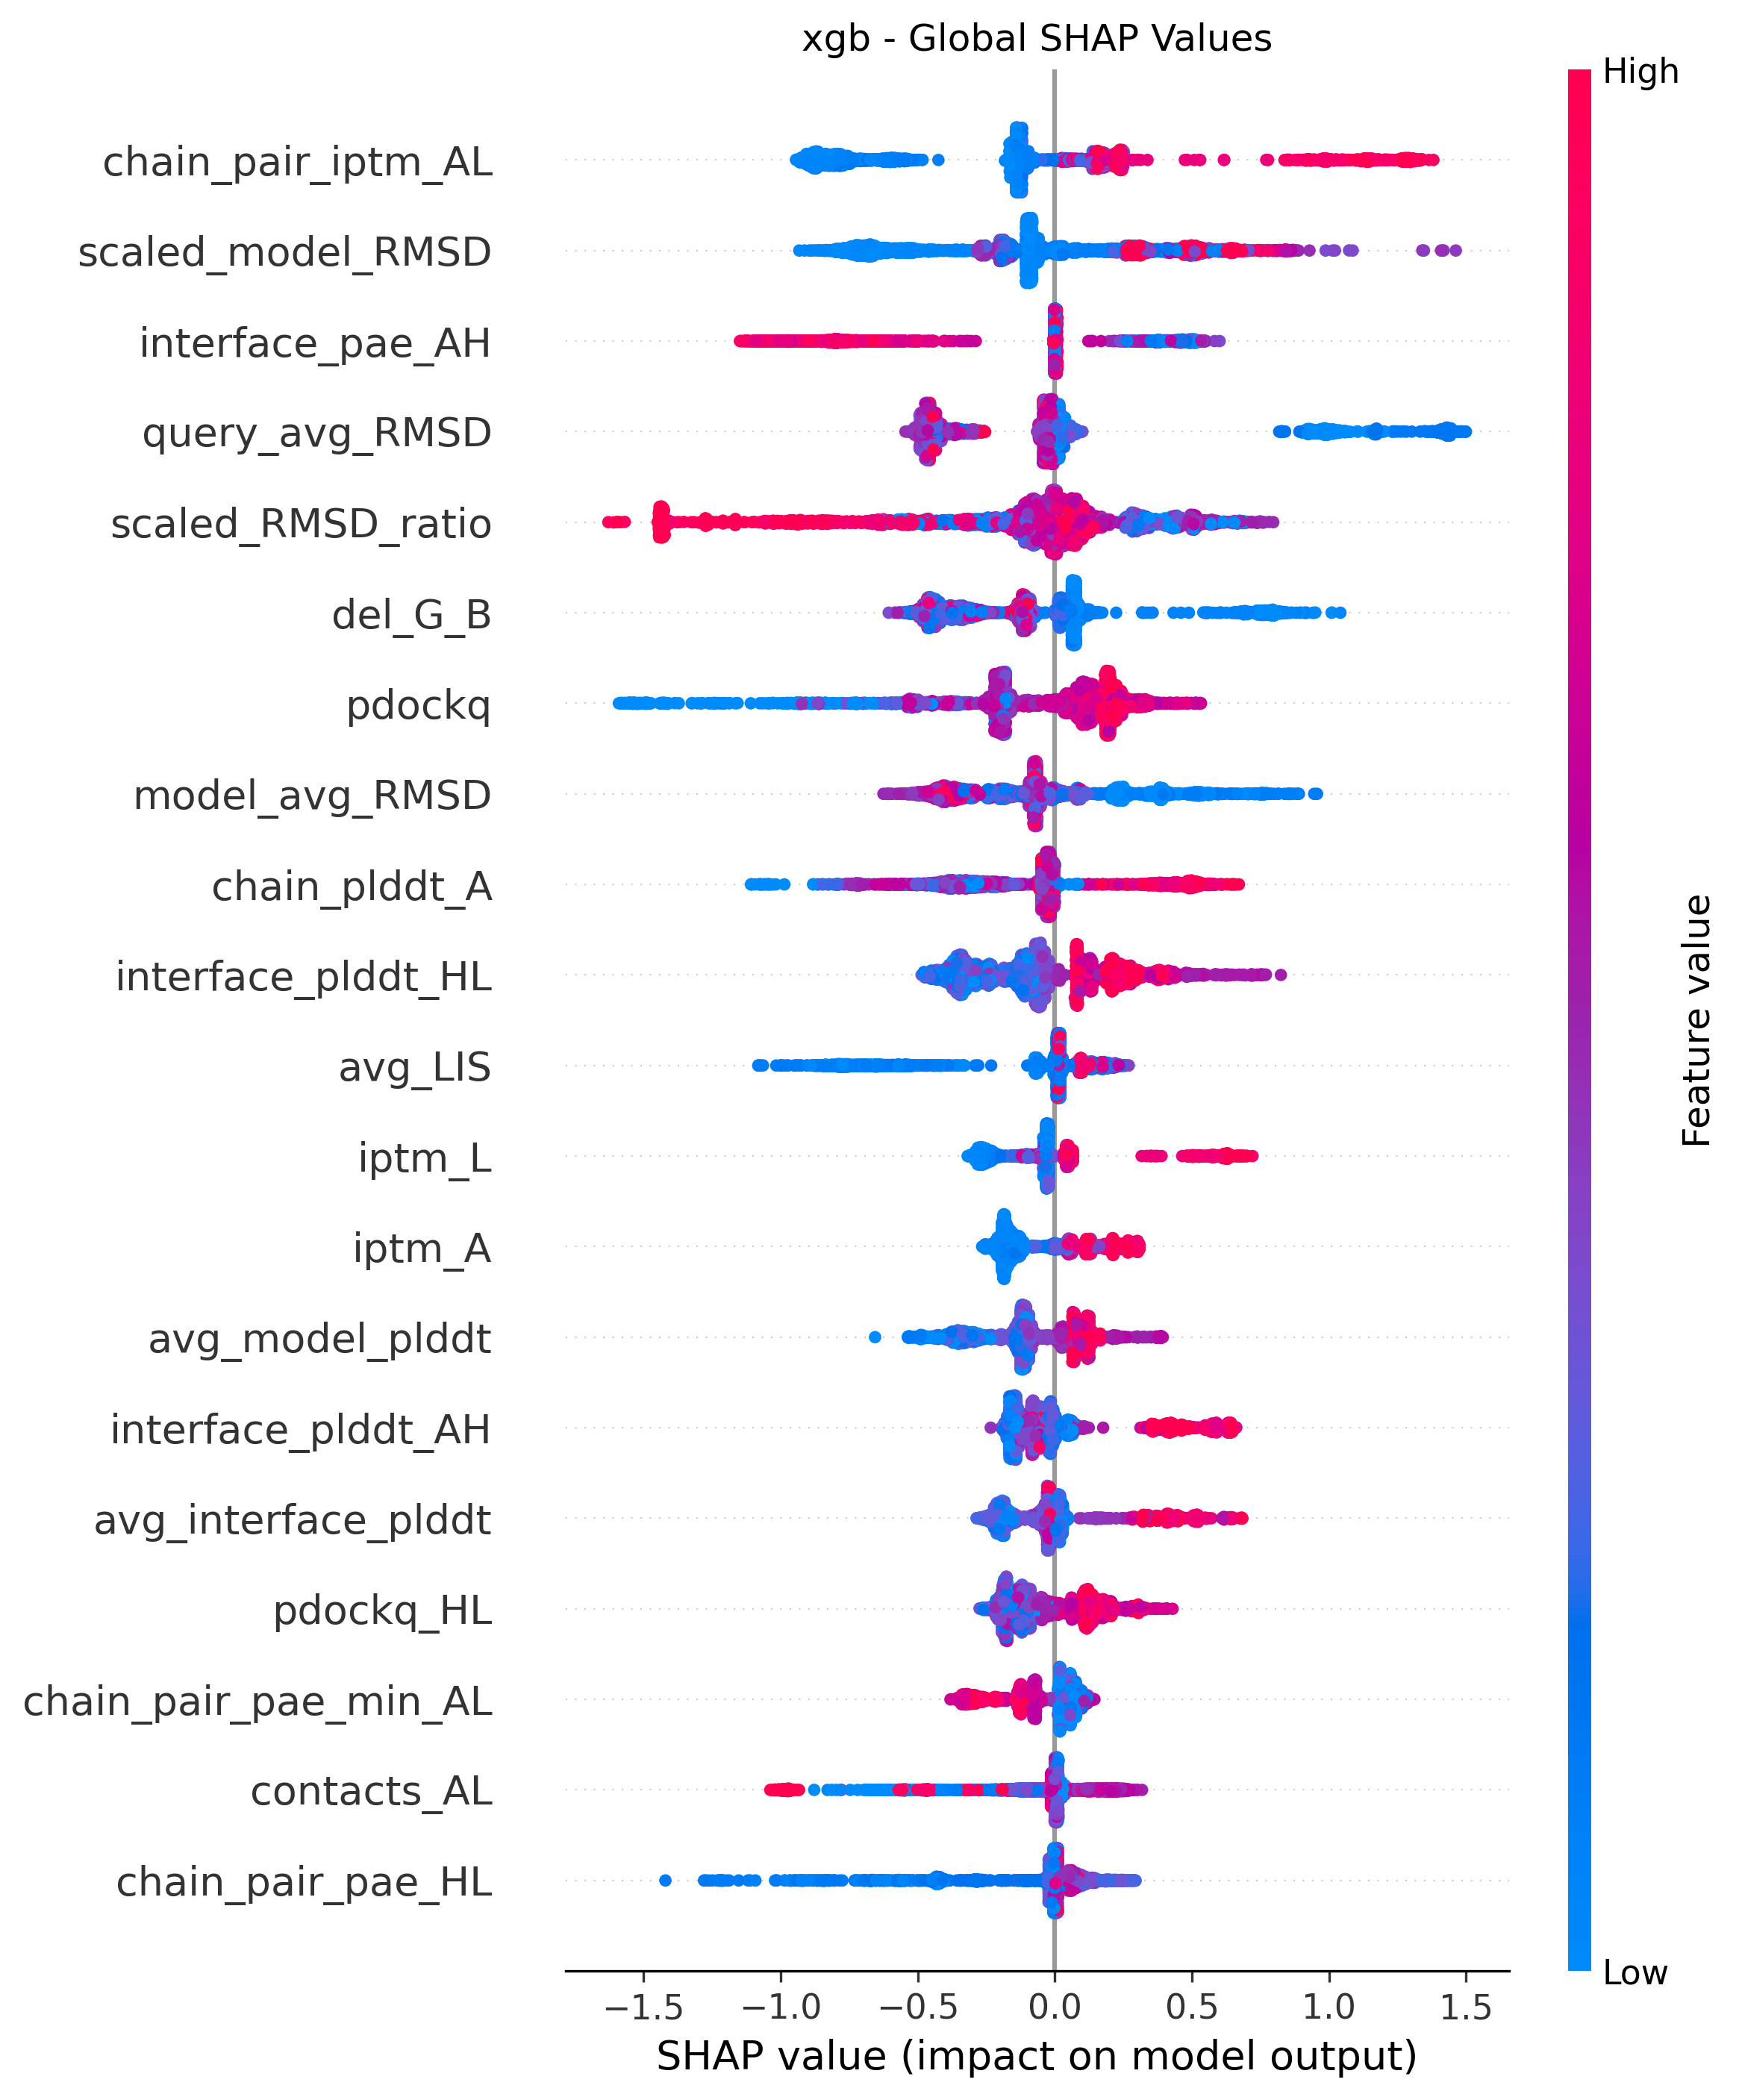 xgb - Global SHAP Values
High
chain_pair_iptm_AL
scaled_model_RMSD
interface_pae_AH
query_avg_RMSD
scaled_RMSD_ratio
del_G_B
pdockq
model_avg_RMSD
chain_plddt_A
interface_plddt_HL
avg_LIS
iptm_L
iptm_A
avg_model_plddt
interface_plddt_AH
avg_interface_plddt
pdockq_HL
chain_pair_pae_min_AL
contacts_AL
chain_pair_pae_HL
Feature value
Low
−1.5 −1.0 −0.5 0.0 0.5 1.0 1.5
SHAP value (impact on model output)